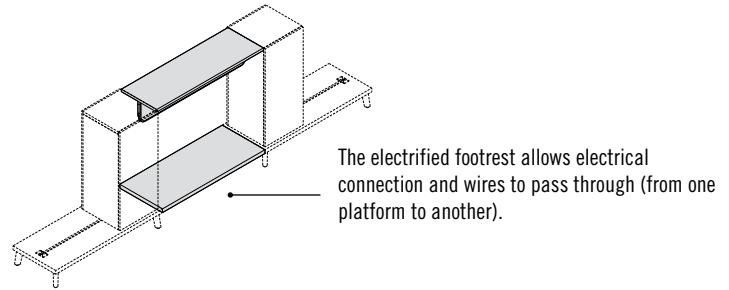 The electrified footrest allows electrical
connection and wires to pass through (from one
platform to another).